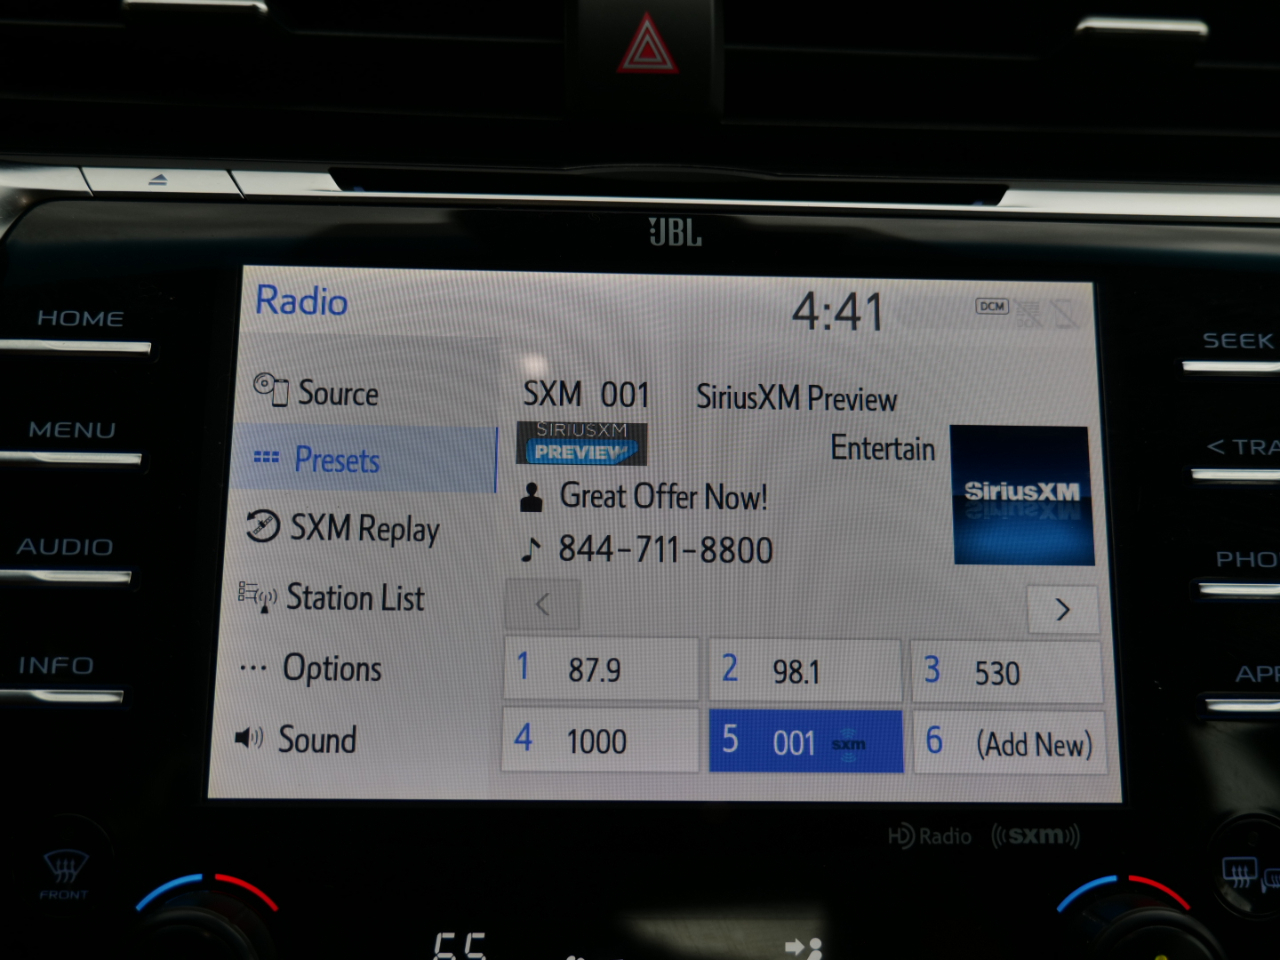 JBL
HOME
MENU
AUDIO
INFO
Radio
4:41
DCM
Source
Presets
SXM Replay
Station List
Options
Sound
SXM 001 SiriusXM Preview
SIRIUSXM
PREVIEW
Entertain
SiriusXM
Great Offer Now!
844-711-8800
<
>
1 87.9
2 98.1
3 530
4 1000
5 001 sxm
6 (Add New)
SEEK
< TRA
PHO
APP
HD Radio
((sxm))
FRONT